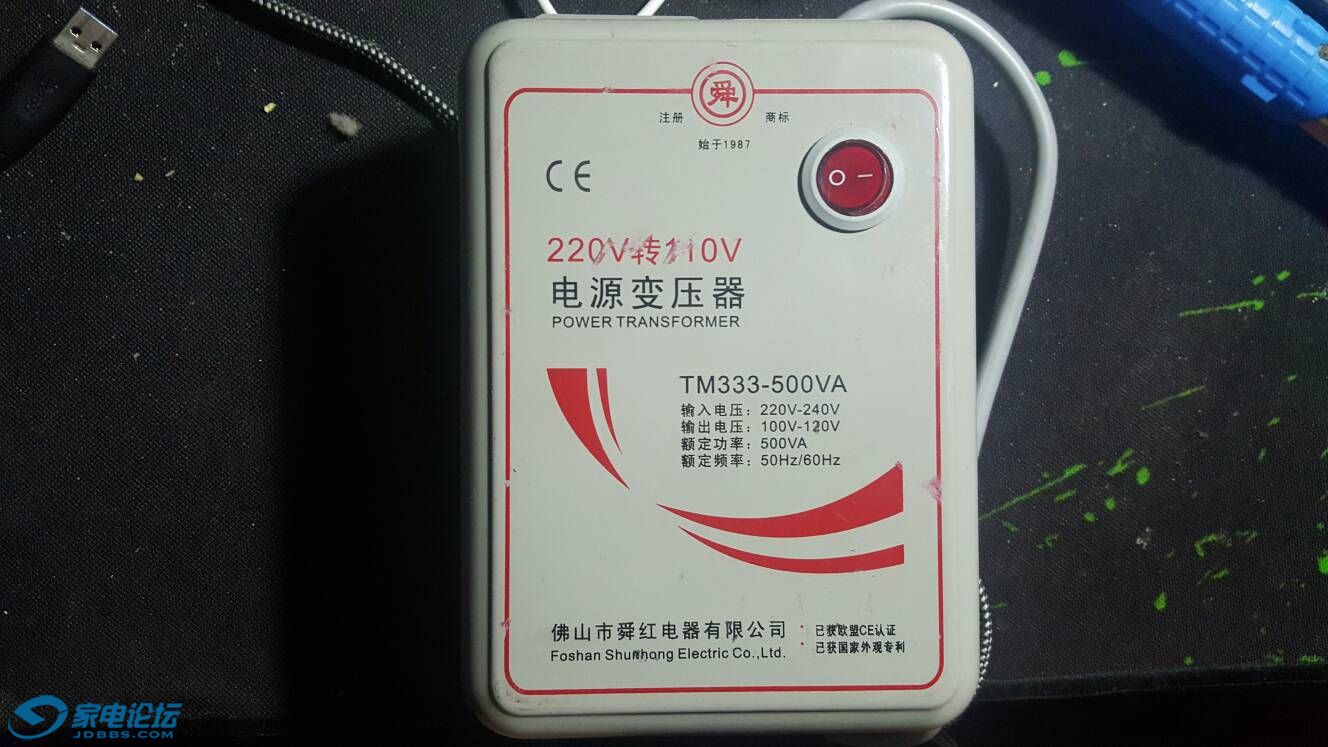 舜
注册 商标
始于1987
CE
220V转110V
电源变压器
POWER TRANSFORMER
TM333-500VA
输入电压：220V-240V
输出电压：100V-120V
额定功率：500VA
额定频率：50Hz/60Hz
佛山市舜红电器有限公司
Foshan Shunhong Electric Co.,Ltd.
·已获欧盟CE认证
·已获国家外观专利
家电论坛
JDBBS.COM